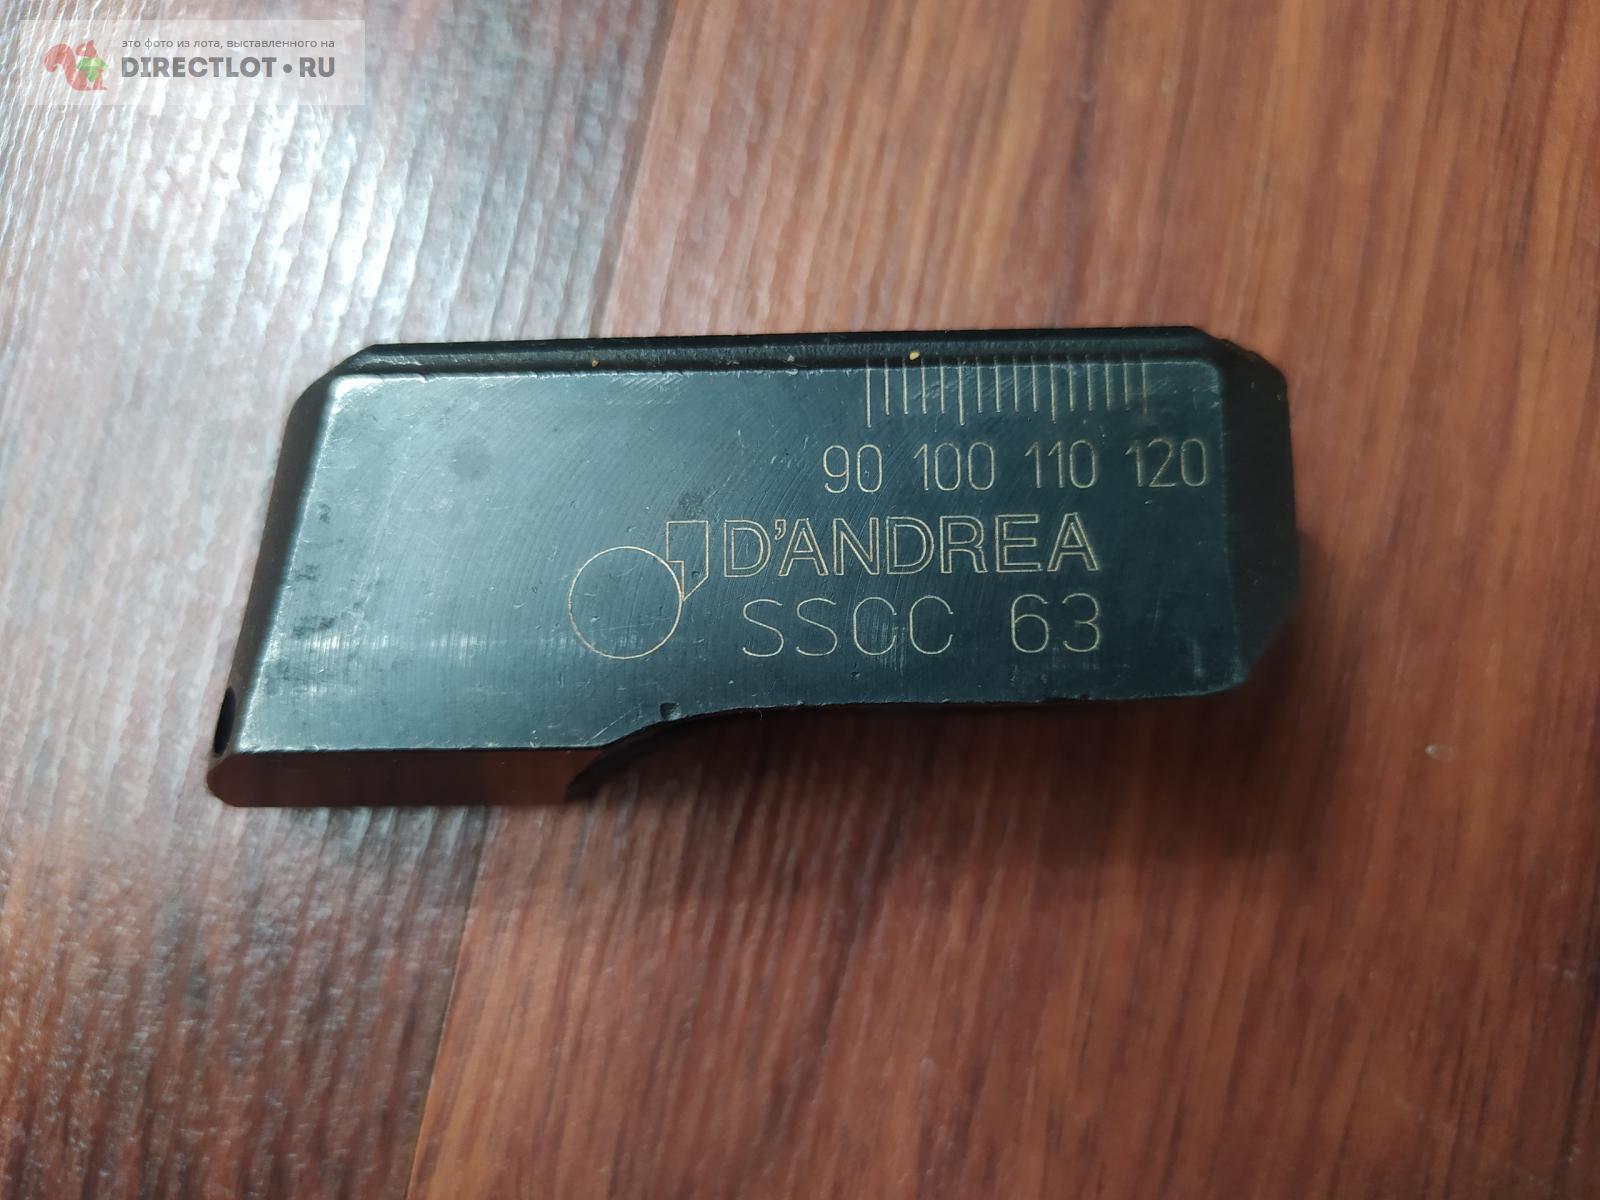 это фото из лота, выставленного на
DIRECTLOT•RU
90 100 110 120
D'ANDREA
SSCC 63